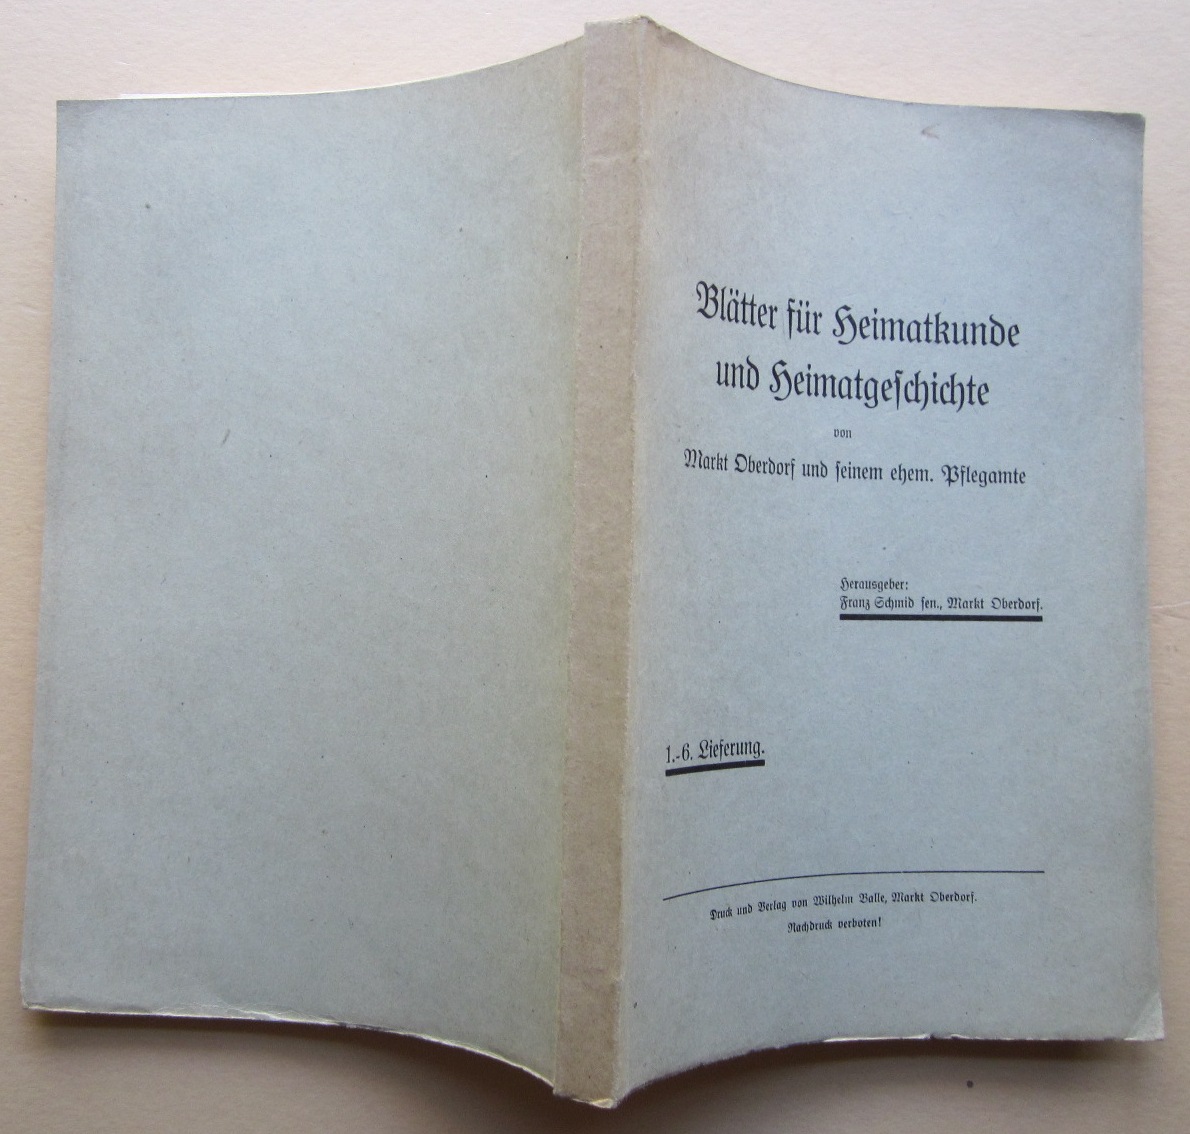 Blätter für Heimatkunde
und Heimatgeschichte
von
Markt Oberdorf und seinem ehem. Pflegamte
Herausgeber:
Franz Schmid sen., Markt Oberdorf.
1.-6. Lieferung.
Druck und Verlag von Wilhelm Balle, Markt Oberdorf.
Nachdruck verboten!